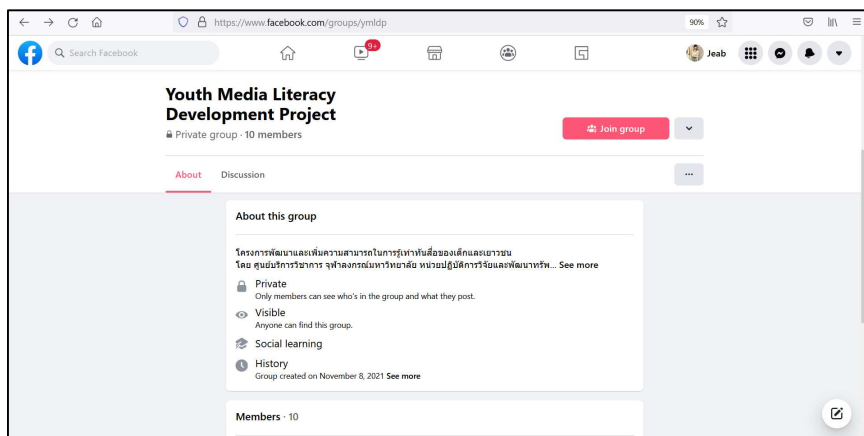 https://www.facebook.com/groups/ymldp
90%
Search Facebook
9+
Jeab
Youth Media Literacy
Development Project
Private group · 10 members
Join group
About Discussion
About this group
โครงการพัฒนาและเพิ่มความสามารถในการรู้เท่าทันสื่อของเด็กและเยาวชน
โดย ศูนย์บริการวิชาการ จุฬาลงกรณ์มหาวิทยาลัย หน่วยปฏิบัติการวิจัยและพัฒนาทรัพ... See more
Private
Only members can see who's in the group and what they post.
Visible
Anyone can find this group.
Social learning
History
Group created on November 8, 2021 See more
Members · 10